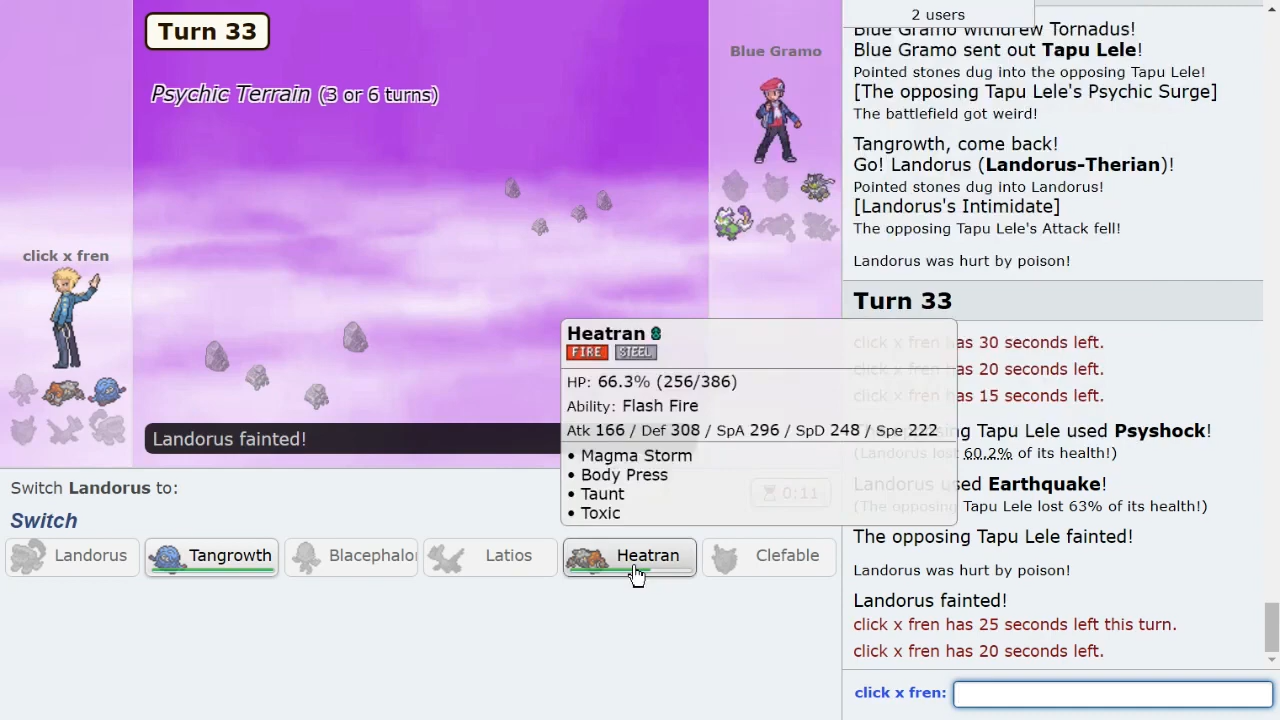 Turn 33
Psychic Terrain (3 or 6 turns)
Blue Gramo
click x fren
Landorus fainted!
Switch Landorus to:
Switch
0:11
Landorus
Tangrowth
Blacephalo
Latios
Heatran
Clefable
Heatran 8
FIRE STEEL
HP: 66.3% (256/386)
Ability: Flash Fire
Atk 166 / Def 308 / SpA 296 / SpD 248 / Spe 222
• Magma Storm
• Body Press
• Taunt
• Toxic
2 users
Blue Gramo withdrew Tornadus!
Blue Gramo sent out Tapu Lele!
Pointed stones dug into the opposing Tapu Lele!
[The opposing Tapu Lele's Psychic Surge]
The battlefield got weird!
Tangrowth, come back!
Go! Landorus (Landorus-Therian)!
Pointed stones dug into Landorus!
[Landorus's Intimidate]
The opposing Tapu Lele's Attack fell!
Landorus was hurt by poison!
Turn 33
click x fren has 30 seconds left.
click x fren has 20 seconds left.
as 15 seconds left.
ng Tapu Lele used Psyshock!
(Landorus lost 60.2% of its health!)
Landorus used Earthquake!
(The opposing Tapu Lele lost 63% of its health!)
The opposing Tapu Lele fainted!
Landorus was hurt by poison!
Landorus fainted!
click x fren has 25 seconds left this turn.
click x fren has 20 seconds left.
click x fren: